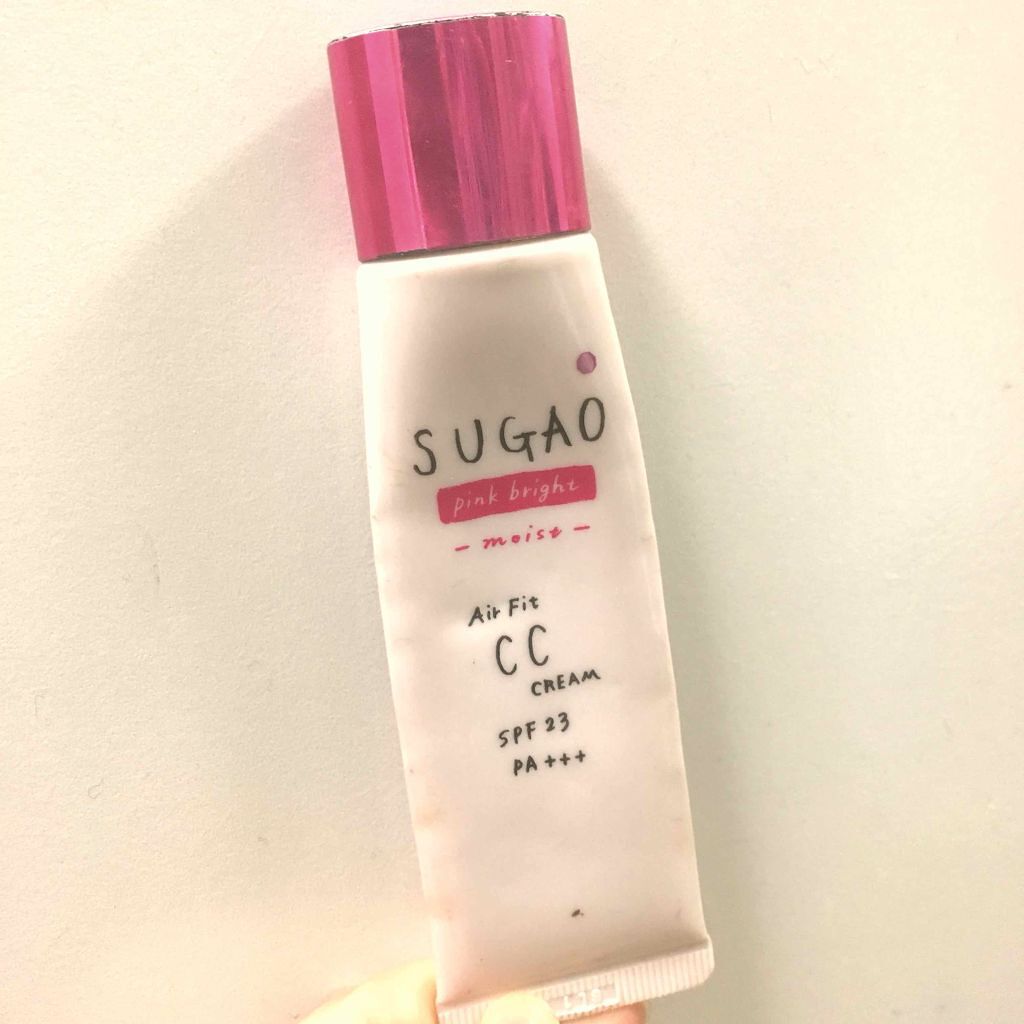 SUGAO
pink bright
- moist -
Air Fit
CC
CREAM
SPF 23
PA+++